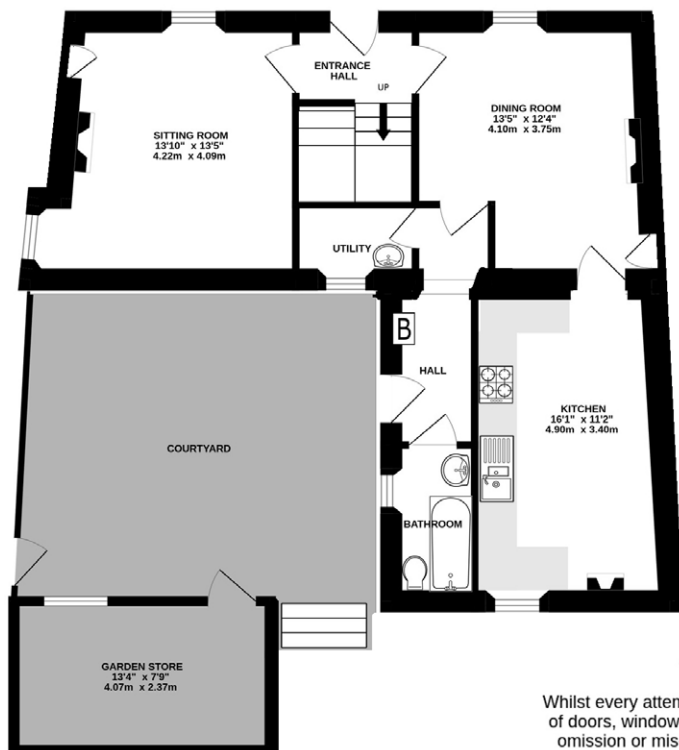 ENTRANCE
HALL
UP
SITTING ROOM
13'10" x 13'5"
4.22m x 4.09m
DINING ROOM
13'5" x 12'4"
4.10m x 3.75m
UTILITY
B
HALL
KITCHEN
16'1" x 11'2"
4.90m x 3.40m
COURTYARD
BATHROOM
GARDEN STORE
13'4" x 7'9"
4.07m x 2.37m
Whilst every attem
of doors, window
omission or mis